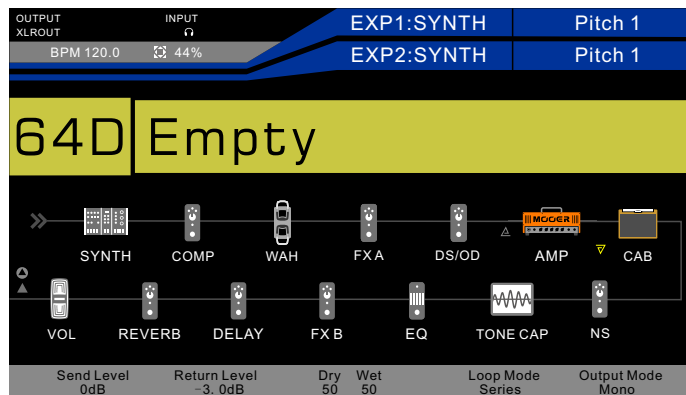 OUTPUT INPUT
XLROUT
BPM 120.0 44%
EXP1:SYNTH Pitch 1
EXP2:SYNTH Pitch 1
64D Empty
MOOER
SYNTH COMP WAH FX A DS/OD AMP CAB
VOL REVERB DELAY FX B EQ TONE CAP NS
Send Level Return Level Dry Wet Loop Mode Output Mode
0dB -3. 0dB 50 50 Series Mono